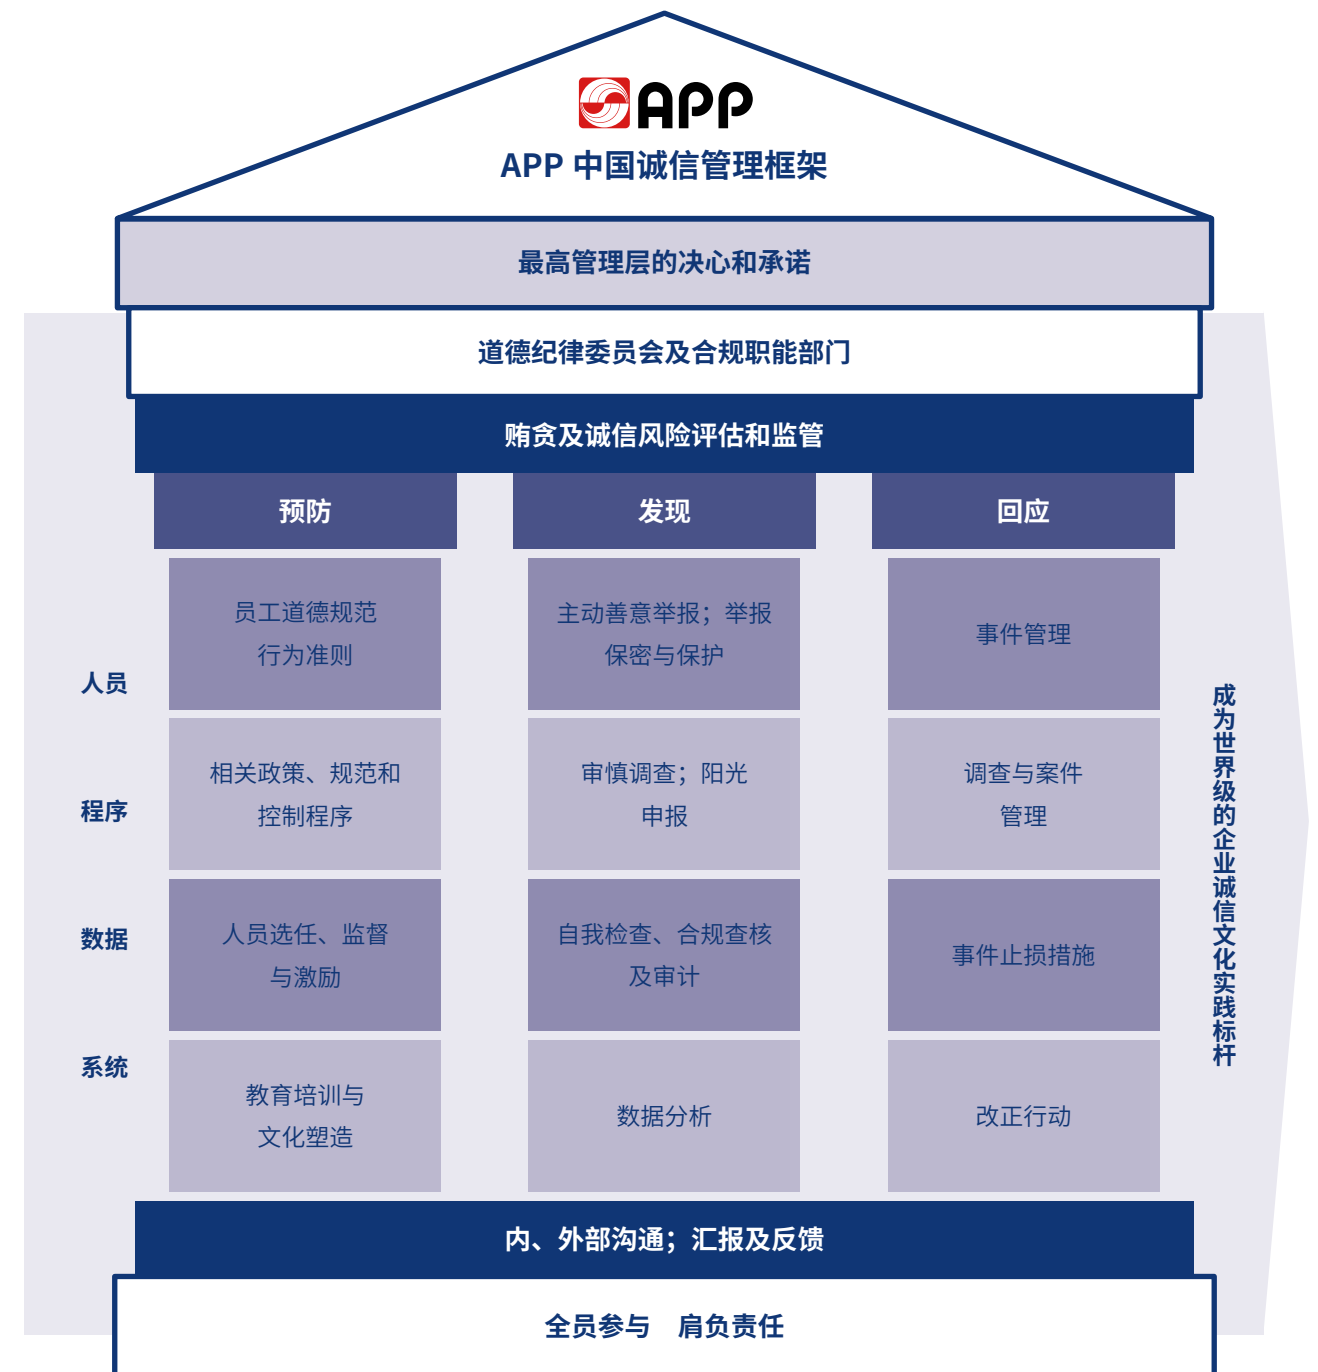 APP
APP 中国诚信管理框架
最高管理层的决心和承诺
道德纪律委员会及合规职能部门
贿贪及诚信风险评估和监管
预防
发现
回应
人员
程序
数据
系统
员工道德规范
行为准则
主动善意举报；举报
保密与保护
事件管理
相关政策、规范和
控制程序
审慎调查；阳光
申报
调查与案件
管理
人员选任、监督
与激励
自我检查、合规查核
及审计
事件止损措施
教育培训与
文化塑造
数据分析
改正行动
成为世界级的企业诚信文化实践标杆
内、外部沟通；汇报及反馈
全员参与　肩负责任